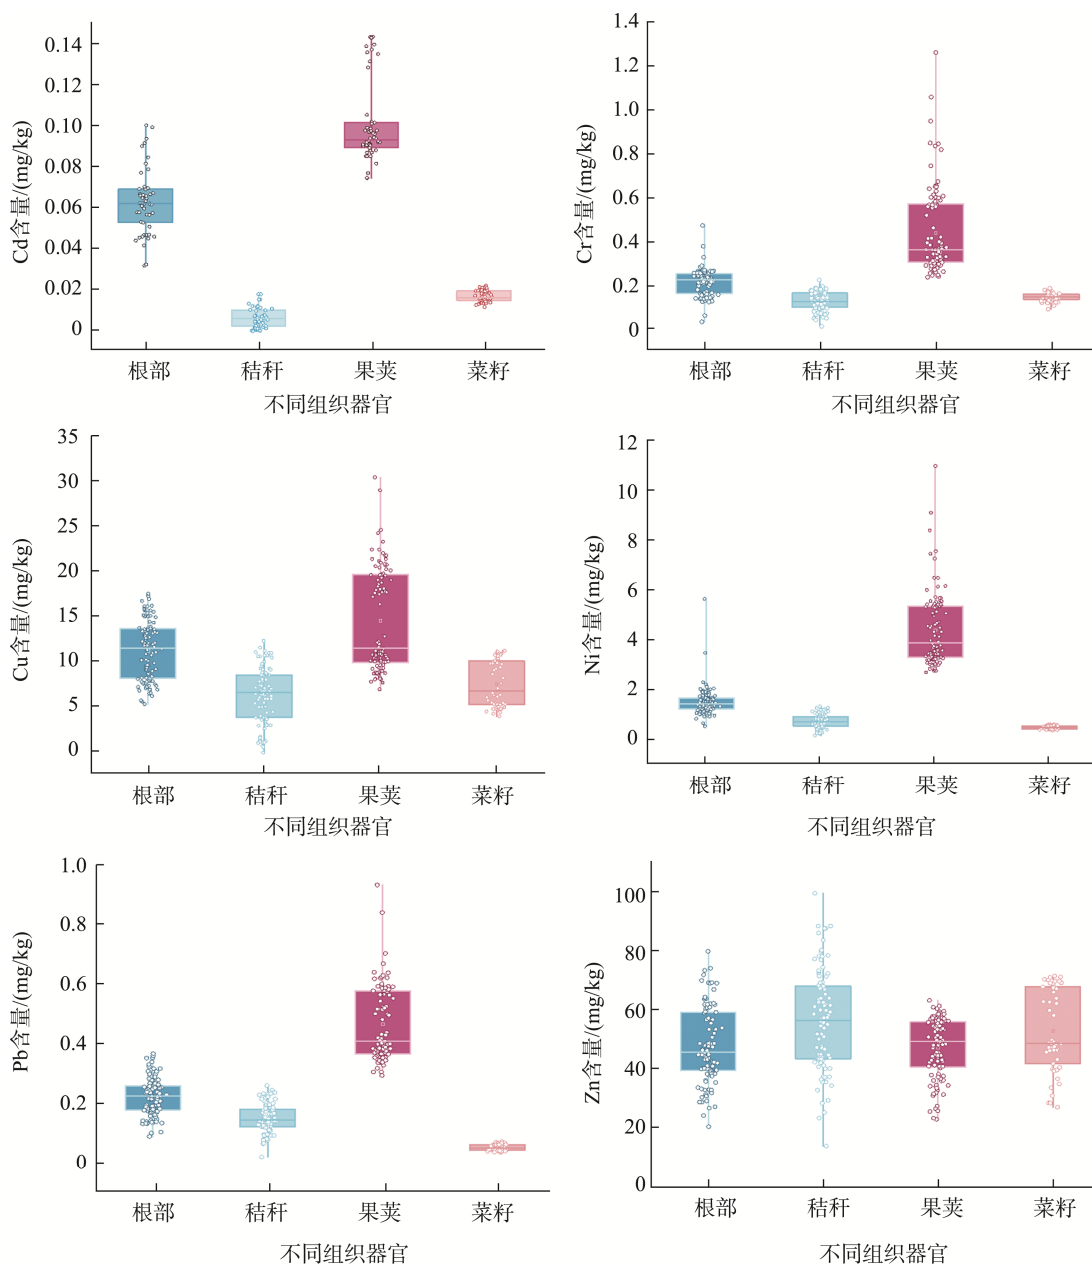 Cd含量/(mg/kg)
0.14
0.12
0.10
0.08
0.06
0.04
0.02
0
根部 秸秆 果荚 菜籽
不同组织器官
Cr含量/(mg/kg)
1.4
1.2
1.0
0.8
0.6
0.4
0.2
0
根部 秸秆 果荚 菜籽
不同组织器官
Cu含量/(mg/kg)
35
30
25
20
15
10
5
0
根部 秸秆 果荚 菜籽
不同组织器官
Ni含量/(mg/kg)
12
10
8
6
4
2
0
根部 秸秆 果荚 菜籽
不同组织器官
Pb含量/(mg/kg)
1.0
0.8
0.6
0.4
0.2
0
根部 秸秆 果荚 菜籽
不同组织器官
Zn含量/(mg/kg)
100
80
60
40
20
0
根部 秸秆 果荚 菜籽
不同组织器官